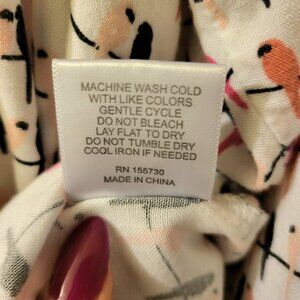 MACHINE WASH COLD
WITH LIKE COLORS
GENTLE CYCLE
DO NOT BLEACH
LAY FLAT TO DRY
DO NOT TUMBLE DRY
COOL IRON IF NEEDED
RN 155730
MADE IN CHINA